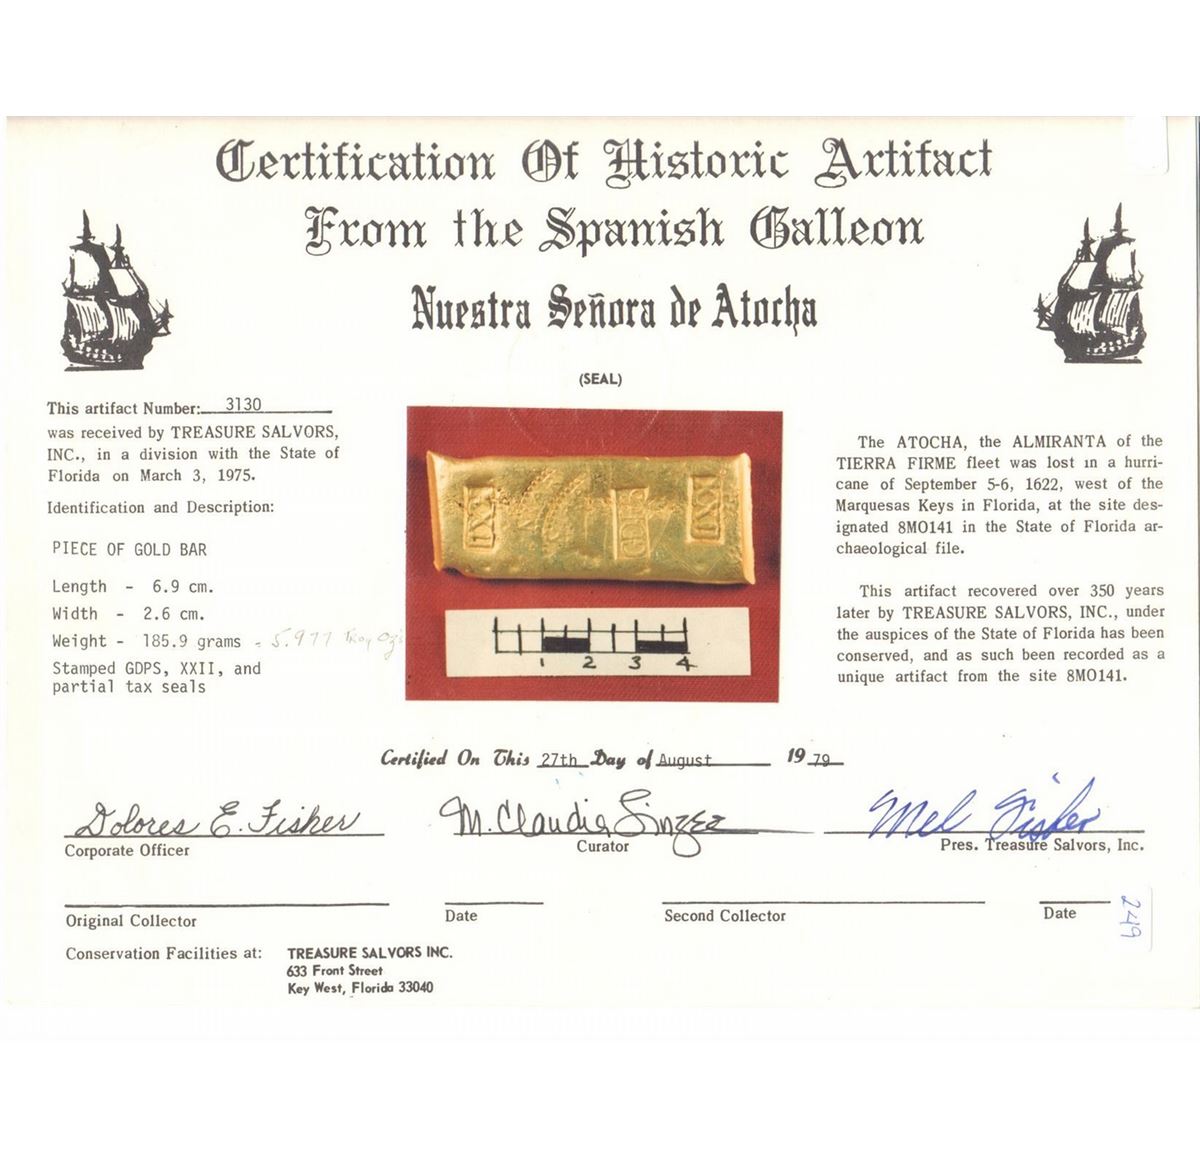 Certification Of Historic Artifact
From the Spanish Galleon
Nuestra Señora de Atocha
(SEAL)
This artifact Number: 3130
was received by TREASURE SALVORS,
INC., in a division with the State of
Florida on March 3, 1975.
Identification and Description:
PIECE OF GOLD BAR
Length - 6.9 cm.
Width - 2.6 cm.
Weight - 185.9 grams - 5.977 Troy Oz's
Stamped GDPS, XXII, and
partial tax seals
XXI
GDPS
IXX
1 2 3 4
The ATOCHA, the ALMIRANTA of the
TIERRA FIRME fleet was lost in a hurri-
cane of September 5-6, 1622, west of the
Marquesas Keys in Florida, at the site des-
ignated 8MO141 in the State of Florida ar-
chaeological file.
This artifact recovered over 350 years
later by TREASURE SALVORS, INC., under
the auspices of the State of Florida has been
conserved, and as such been recorded as a
unique artifact from the site 8MO141.
Certified On This 27th Day of August 19 79
Dolores E. Fisher
Corporate Officer
M. Claudia Linzee
Curator
Mel Fisher
Pres. Treasure Salvors, Inc.
Original Collector
Date
Second Collector
Date
249
Conservation Facilities at: TREASURE SALVORS INC.
633 Front Street
Key West, Florida 33040